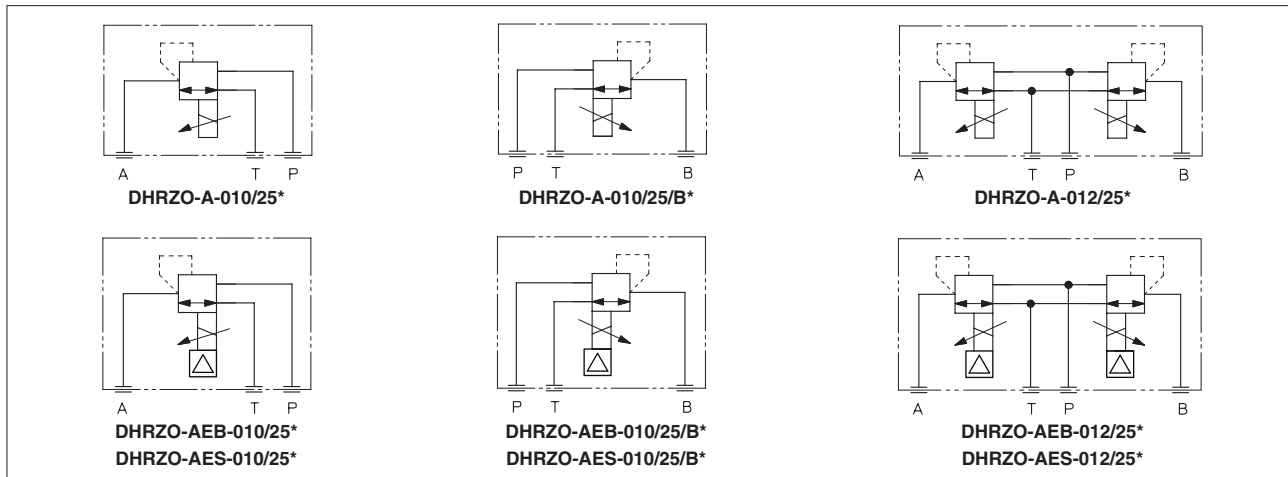 A T P
P T B
A T P B
DHRZO-A-010/25*
DHRZO-A-010/25/B*
DHRZO-A-012/25*
A T P
P T B
A T P B
DHRZO-AEB-010/25*
DHRZO-AES-010/25*
DHRZO-AEB-010/25/B*
DHRZO-AES-010/25/B*
DHRZO-AEB-012/25*
DHRZO-AES-012/25*